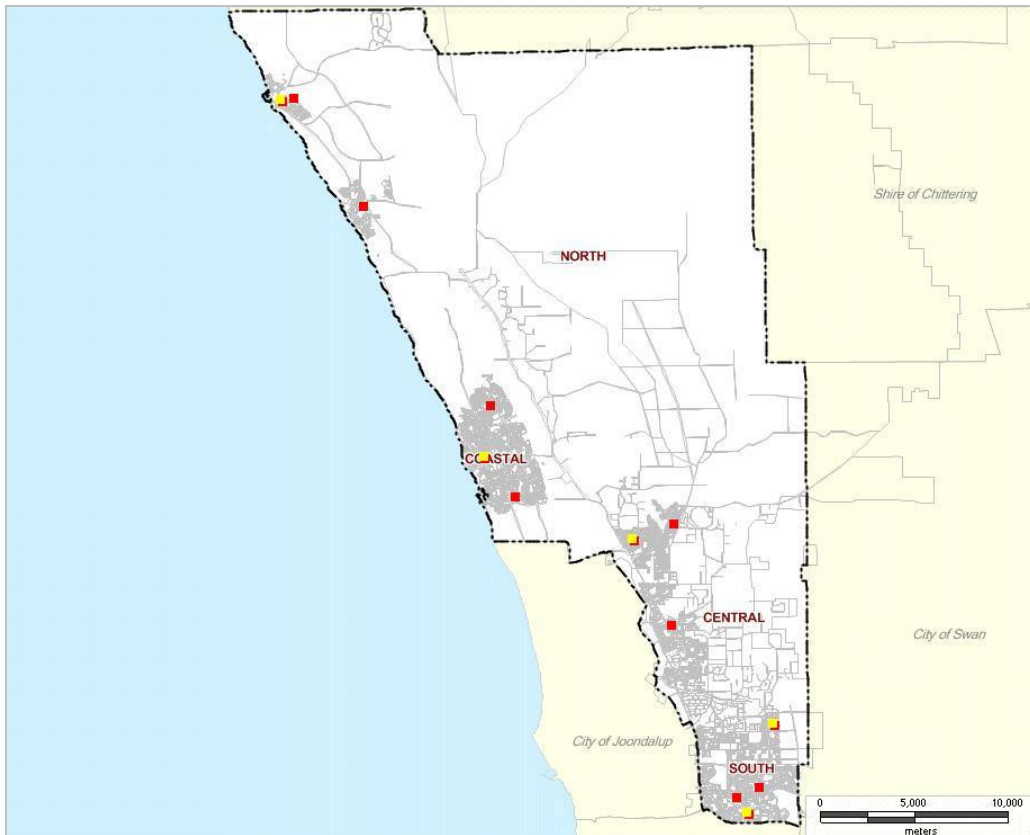 Shire of Chittering
NORTH
COASTAL
CENTRAL
City of Swan
City of Joondalup
SOUTH
0 5,000 10,000
meters